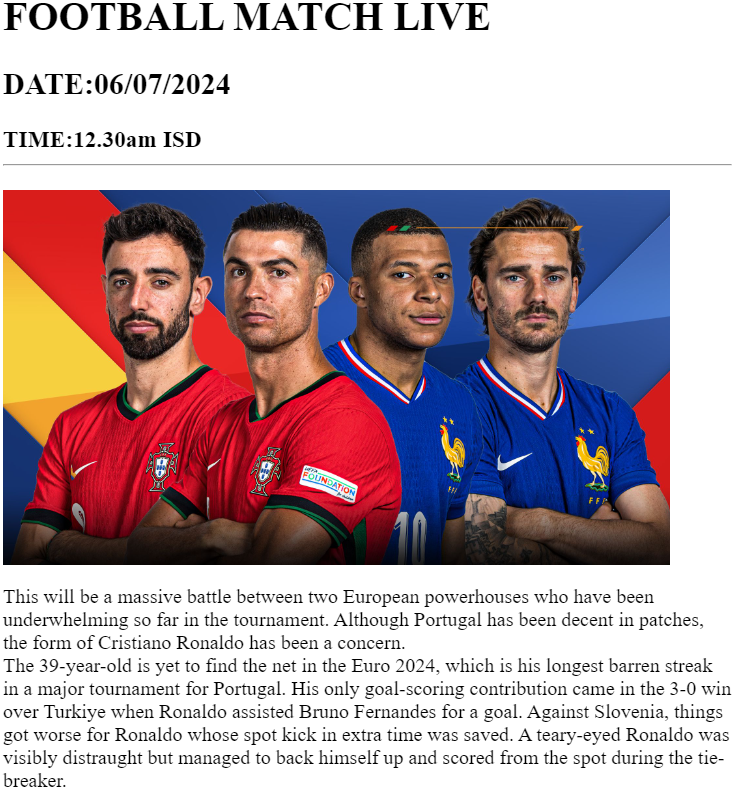 FOOTBALL MATCH LIVE
DATE:06/07/2024
TIME:12.30am ISD
UEFA
FOUNDATION
10
FFF
This will be a massive battle between two European powerhouses who have been
underwhelming so far in the tournament. Although Portugal has been decent in patches,
the form of Cristiano Ronaldo has been a concern.
The 39-year-old is yet to find the net in the Euro 2024, which is his longest barren streak
in a major tournament for Portugal. His only goal-scoring contribution came in the 3-0 win
over Turkiye when Ronaldo assisted Bruno Fernandes for a goal. Against Slovenia, things
got worse for Ronaldo whose spot kick in extra time was saved. A teary-eyed Ronaldo was
visibly distraught but managed to back himself up and scored from the spot during the tie-
breaker.